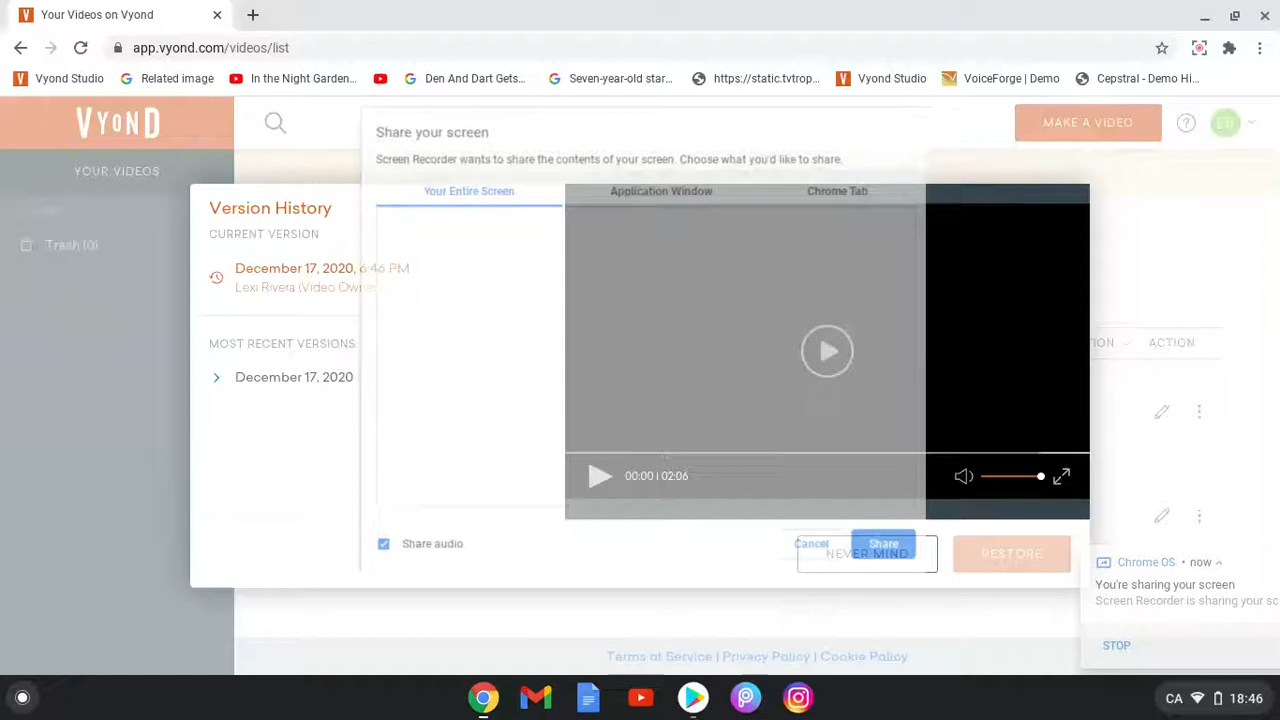 Your Videos on Vyond
app.vyond.com/videos/list
Vyond Studio
Related image
In the Night Garden...
Den And Dart Gets...
Seven-year-old star...
https://static.tvtrop...
Vyond Studio
VoiceForge | Demo
Cepstral - Demo Hi...
VYOND
MAKE A VIDEO
?
YOUR VIDEOS
Trash (0)
Share your screen
Screen Recorder wants to share the contents of your screen. Choose what you'd like to share.
Your Entire Screen
Application Window
Chrome Tab
Version History
CURRENT VERSION
December 17, 2020, 6:46 PM
Lexi Rivera (Video Owner
MOST RECENT VERSIONS
December 17, 2020
ACTION
00:00 | 02:06
Share audio
Cancel
Share
NEVER MIND
RESTORE
Chrome OS • now
You're sharing your screen
Screen Recorder is sharing your sc
STOP
Terms of Service | Privacy Policy | Cookie Policy
CA
18:46